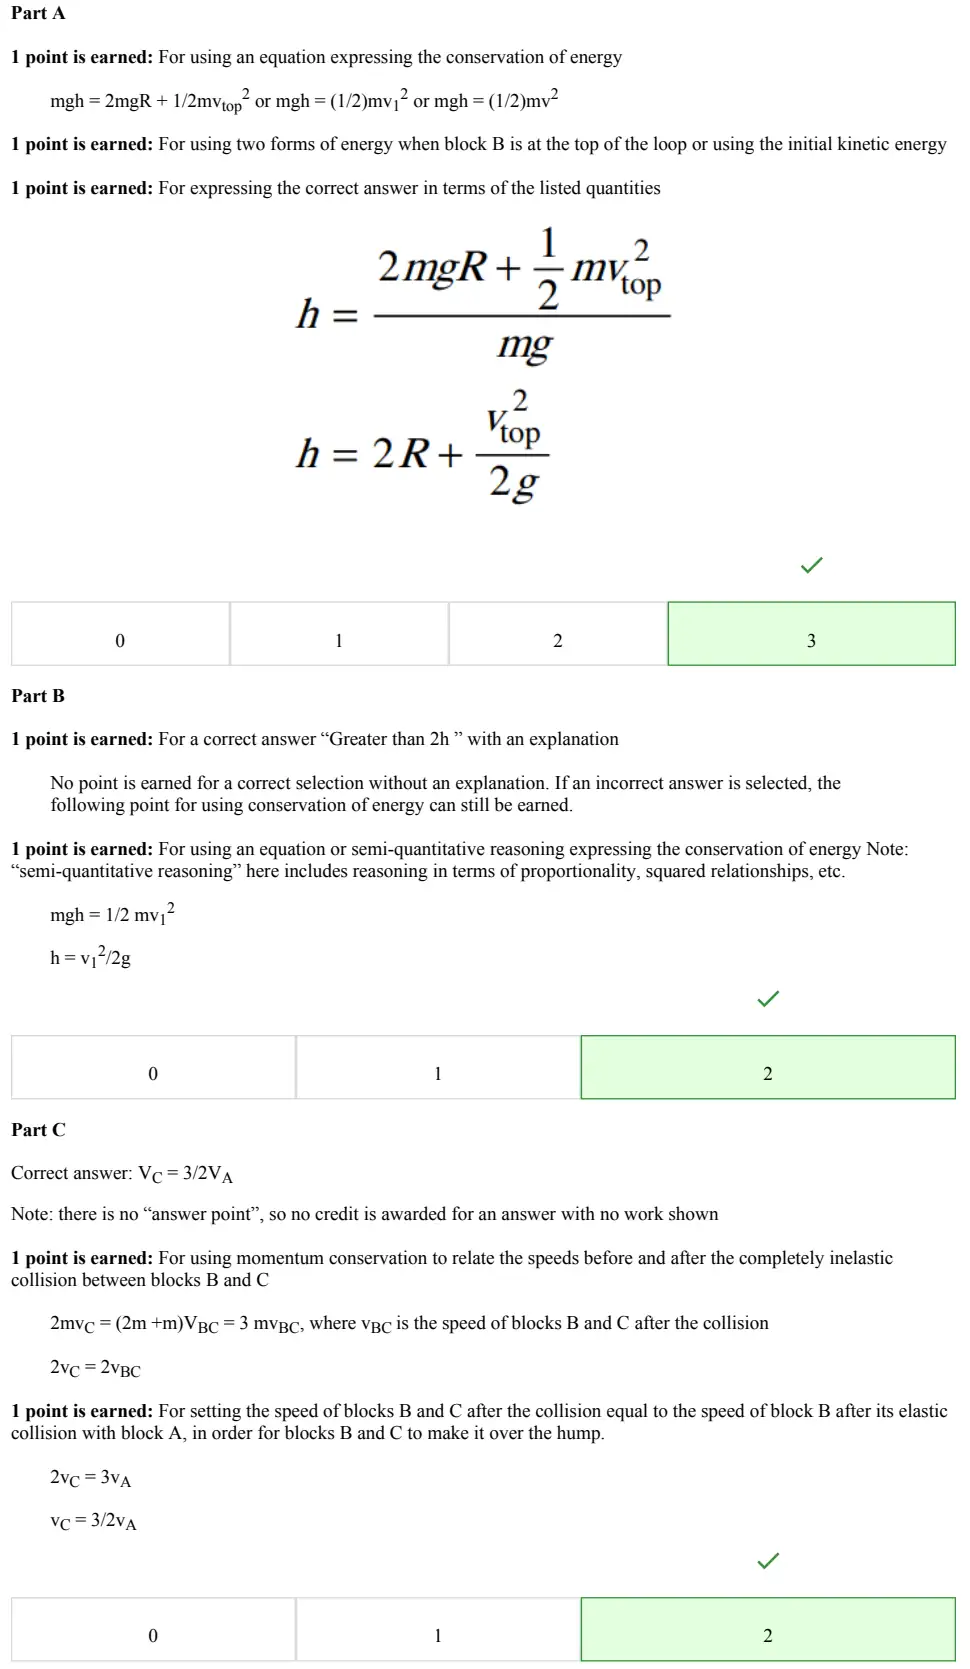 Part A
1 point is earned: For using an equation expressing the conservation of energy
mgh = 2mgR + 1/2mv_top^2 or mgh = (1/2)mv_1^2 or mgh = (1/2)mv^2
1 point is earned: For using two forms of energy when block B is at the top of the loop or using the initial kinetic energy
1 point is earned: For expressing the correct answer in terms of the listed quantities
h = (2mgR + 1/2 mv_top^2) / mg
h = 2R + v_top^2 / 2g
✓
0 1 2 3
Part B
1 point is earned: For a correct answer “Greater than 2h ” with an explanation
No point is earned for a correct selection without an explanation. If an incorrect answer is selected, the
following point for using conservation of energy can still be earned.
1 point is earned: For using an equation or semi-quantitative reasoning expressing the conservation of energy Note:
“semi-quantitative reasoning” here includes reasoning in terms of proportionality, squared relationships, etc.
mgh = 1/2 mv_1^2
h = v_1^2/2g
✓
0 1 2
Part C
Correct answer: V_C = 3/2V_A
Note: there is no “answer point”, so no credit is awarded for an answer with no work shown
1 point is earned: For using momentum conservation to relate the speeds before and after the completely inelastic
collision between blocks B and C
2mv_C = (2m +m)V_BC = 3 mv_BC, where v_BC is the speed of blocks B and C after the collision
2v_C = 2v_BC
1 point is earned: For setting the speed of blocks B and C after the collision equal to the speed of block B after its elastic
collision with block A, in order for blocks B and C to make it over the hump.
2v_C = 3v_A
v_C = 3/2v_A
✓
0 1 2